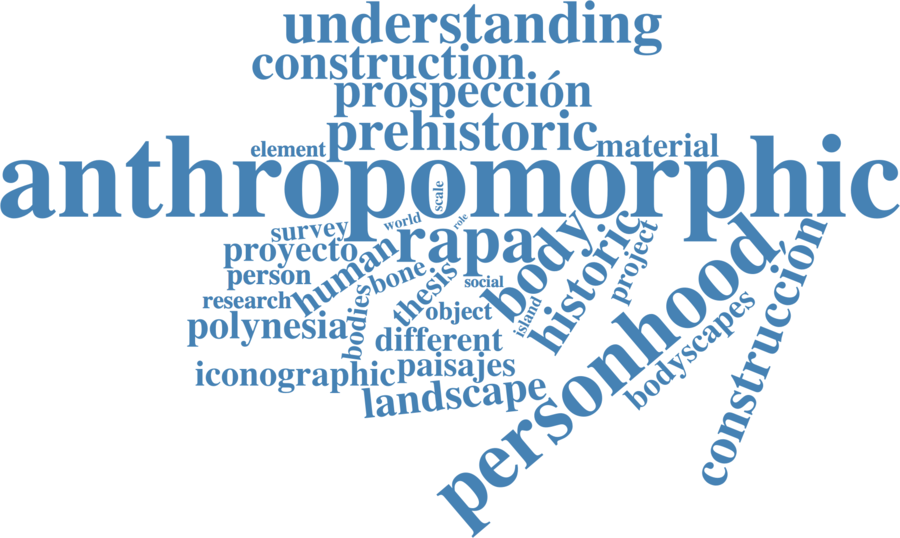 understanding
construction
prospección
prehistoric
element
material
anthropomorphic
scale
world
role
survey
rapa
body
historic
project
personhood
construcción
proyecto
human
person
bone
thesis
social
research
bodies
object
island
polynesia
different
bodyscapes
iconographic
paisajes
landscape